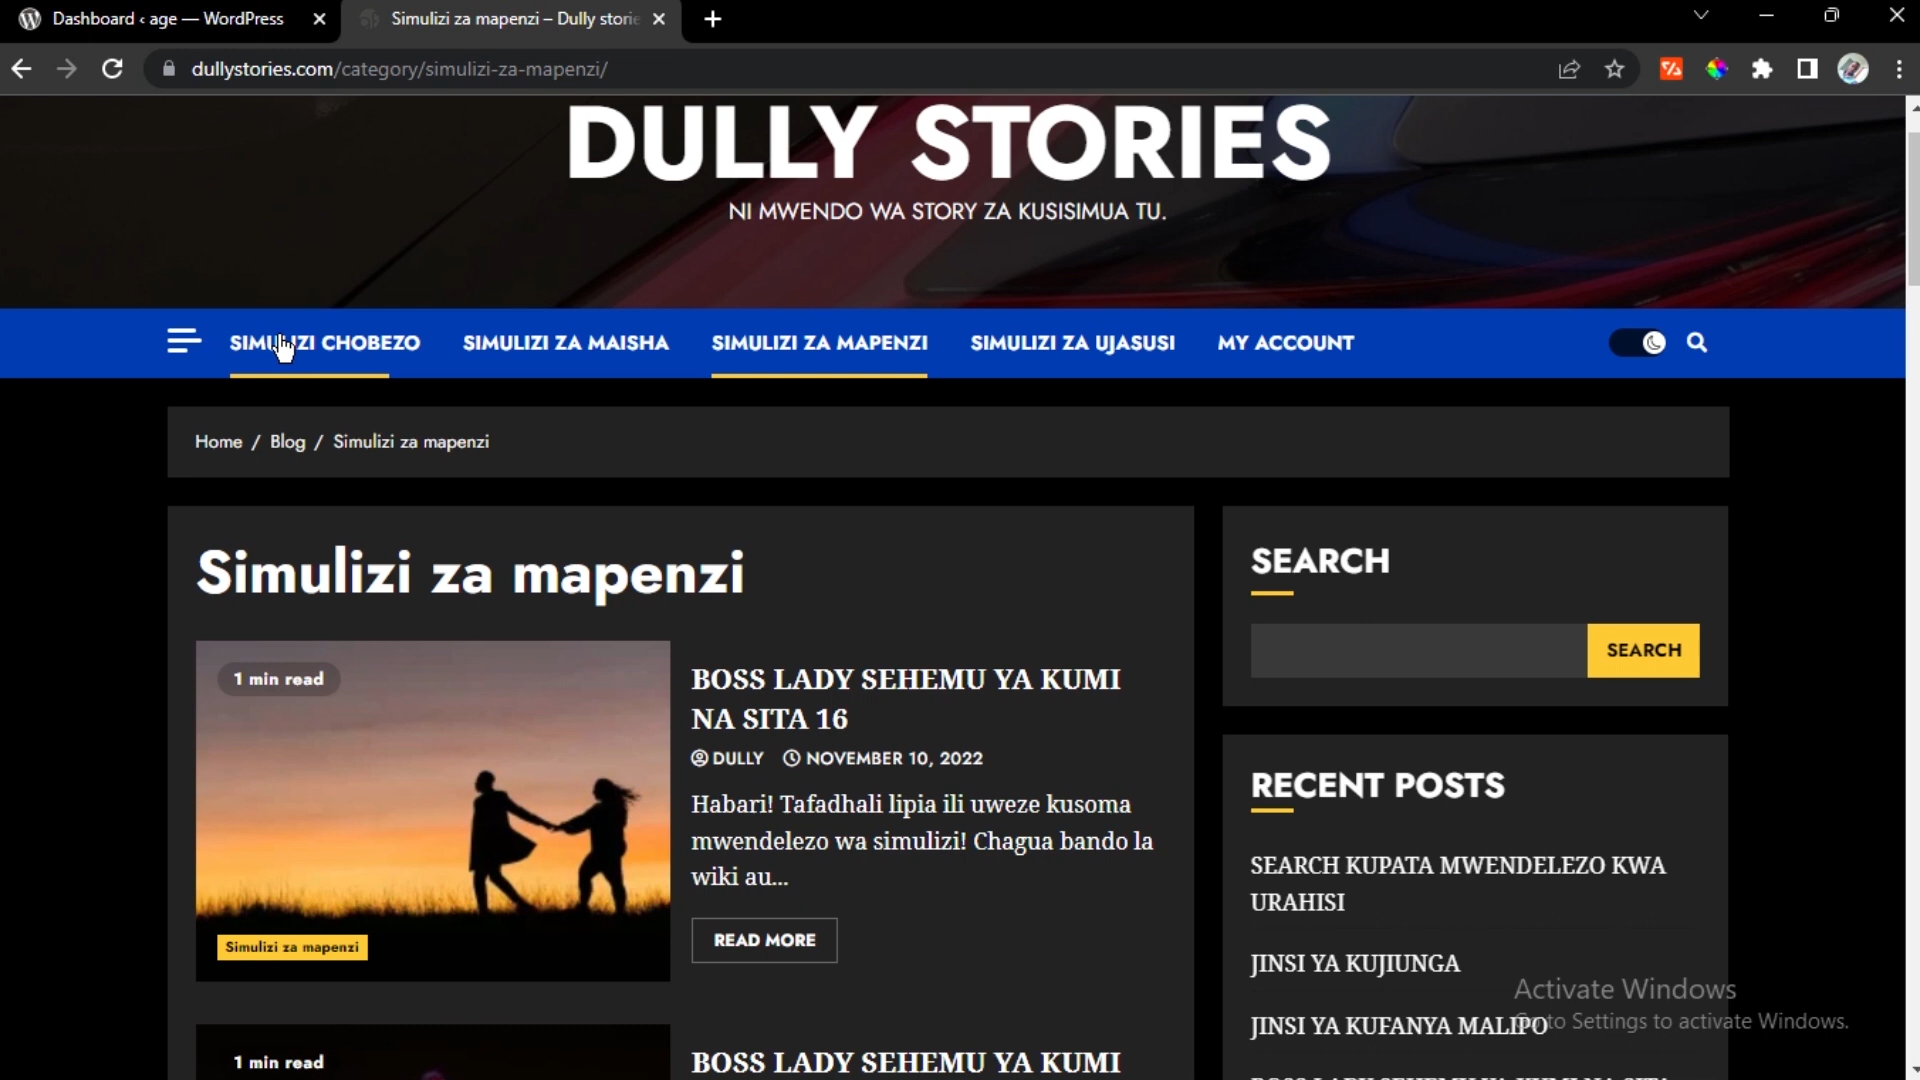 Dashboard ‹ age — WordPress
Simulizi za mapenzi – Dully storie
dullystories.com/category/simulizi-za-mapenzi/
DULLY STORIES
NI MWENDO WA STORY ZA KUSISIMUA TU.
SIMULIZI CHOBEZO SIMULIZI ZA MAISHA SIMULIZI ZA MAPENZI SIMULIZI ZA UJASUSI MY ACCOUNT
Home / Blog / Simulizi za mapenzi
Simulizi za mapenzi
1 min read
Simulizi za mapenzi
BOSS LADY SEHEMU YA KUMI
NA SITA 16
DULLY NOVEMBER 10, 2022
Habari! Tafadhali lipia ili uweze kusoma
mwendelezo wa simulizi! Chagua bando la
wiki au...
READ MORE
1 min read
BOSS LADY SEHEMU YA KUMI
SEARCH
SEARCH
RECENT POSTS
SEARCH KUPATA MWENDELEZO KWA
URAHISI
JINSI YA KUJIUNGA
JINSI YA KUFANYA MALIPO
Activate Windows
Go to Settings to activate Windows.